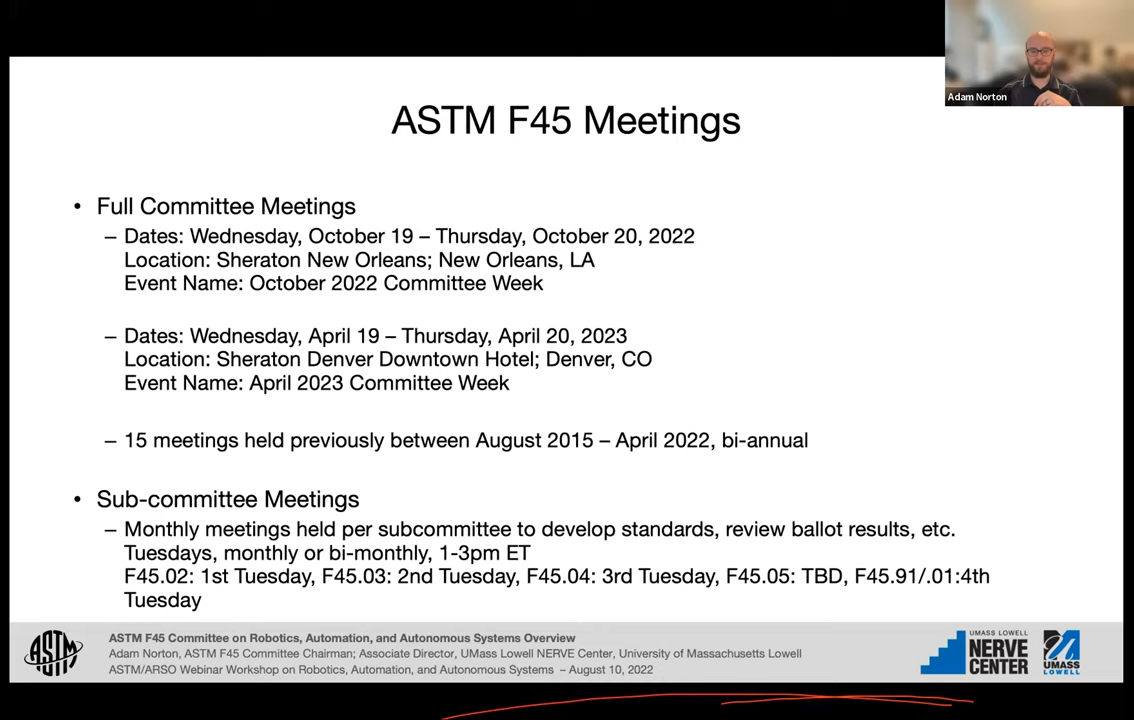 Adam Norton
ASTM F45 Meetings
• Full Committee Meetings
– Dates: Wednesday, October 19 – Thursday, October 20, 2022
Location: Sheraton New Orleans; New Orleans, LA
Event Name: October 2022 Committee Week
– Dates: Wednesday, April 19 – Thursday, April 20, 2023
Location: Sheraton Denver Downtown Hotel; Denver, CO
Event Name: April 2023 Committee Week
– 15 meetings held previously between August 2015 – April 2022, bi-annual
• Sub-committee Meetings
– Monthly meetings held per subcommittee to develop standards, review ballot results, etc.
Tuesdays, monthly or bi-monthly, 1-3pm ET
F45.02: 1st Tuesday, F45.03: 2nd Tuesday, F45.04: 3rd Tuesday, F45.05: TBD, F45.91/.01:4th
Tuesday
ASTM
ASTM F45 Committee on Robotics, Automation, and Autonomous Systems Overview
Adam Norton, ASTM F45 Committee Chairman; Associate Director, UMass Lowell NERVE Center, University of Massachusetts Lowell
ASTM/ARSO Webinar Workshop on Robotics, Automation, and Autonomous Systems – August 10, 2022
UMASS LOWELL
NERVE
CENTER
UMASS
LOWELL